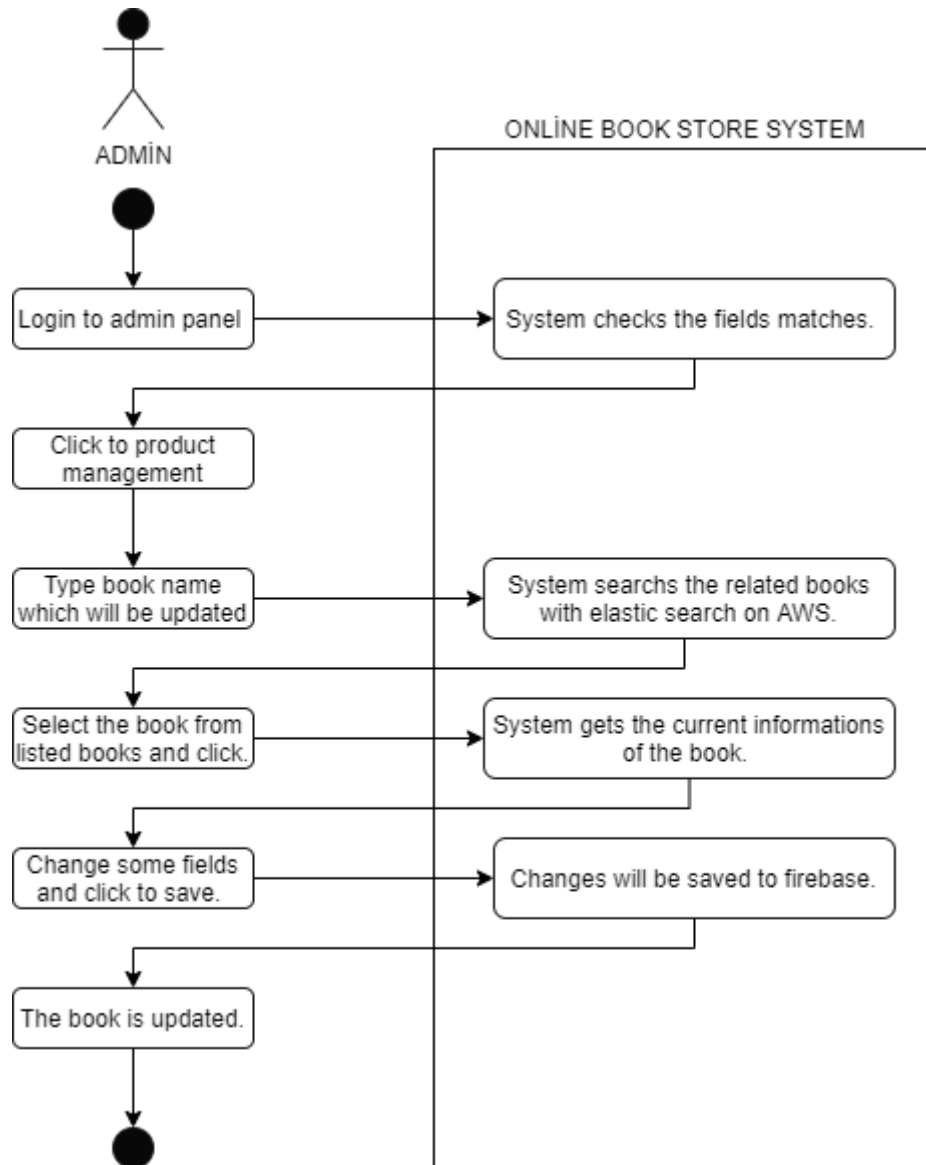 ADMİN
ONLİNE BOOK STORE SYSTEM
Login to admin panel
System checks the fields matches.
Click to product
management
Type book name
which will be updated
System searchs the related books
with elastic search on AWS.
Select the book from
listed books and click.
System gets the current informations
of the book.
Change some fields
and click to save.
Changes will be saved to firebase.
The book is updated.